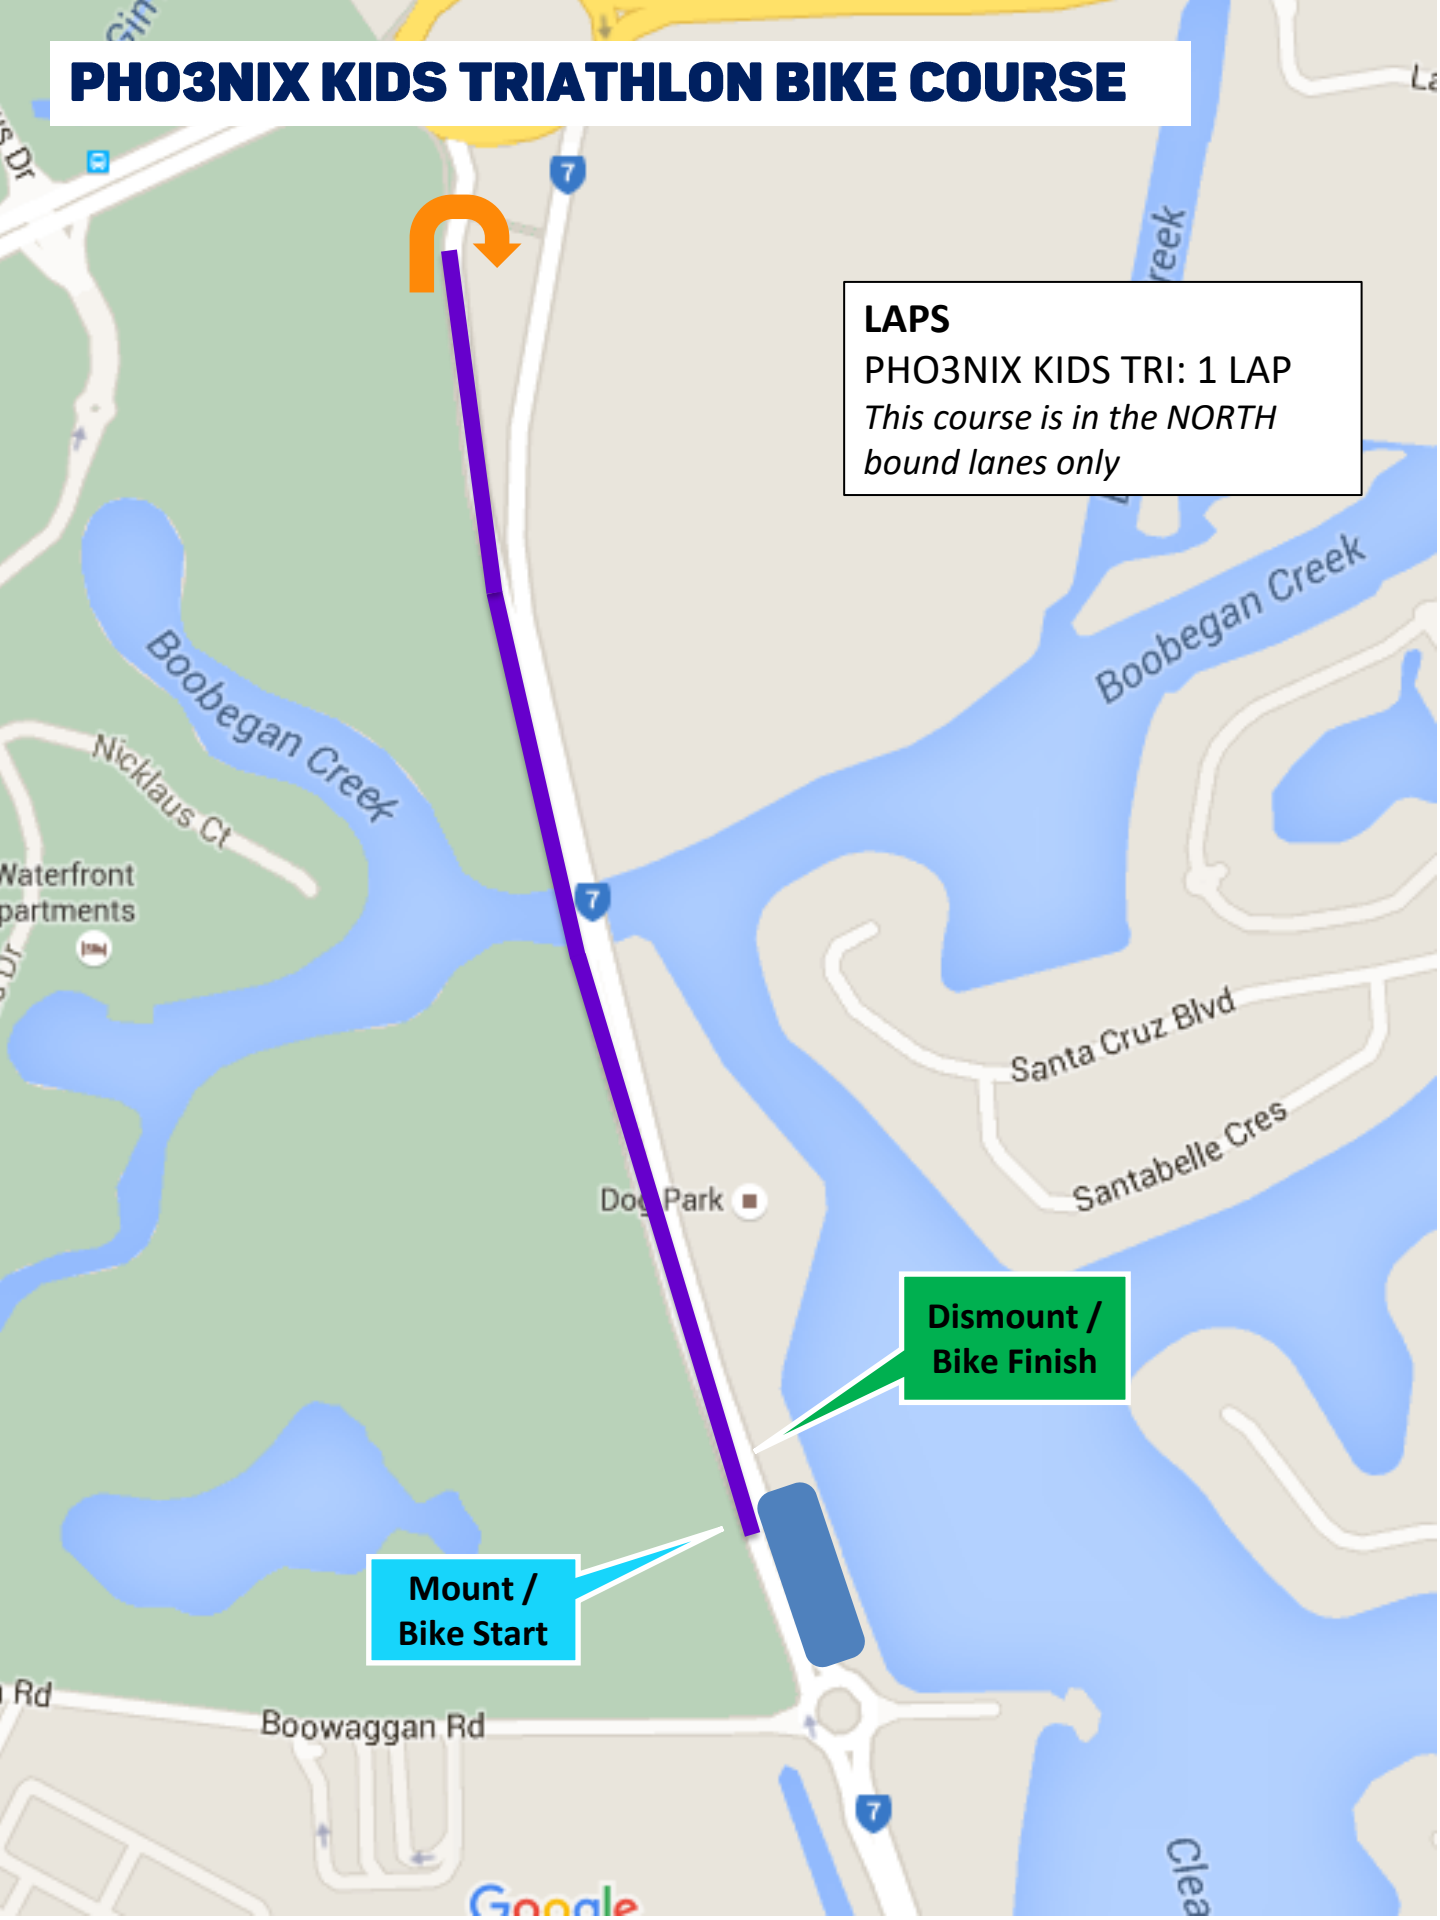 PHO3NIX KIDS TRIATHLON BIKE COURSE
7
LAPS
PHO3NIX KIDS TRI: 1 LAP
This course is in the NORTH
bound lanes only
Boobegan Creek
Boobegan Creek
Nicklaus Ct
Waterfront
partments
Dr
7
Santa Cruz Blvd
Santabelle Cres
Dog Park
Dismount /
Bike Finish
Mount /
Bike Start
Rd
Boowaggan Rd
7
Google